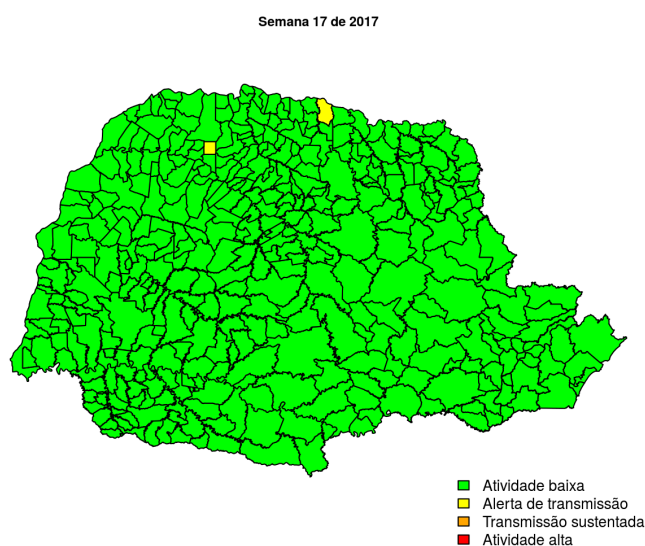 Semana 17 de 2017
Atividade baixa
Alerta de transmissão
Transmissão sustentada
Atividade alta